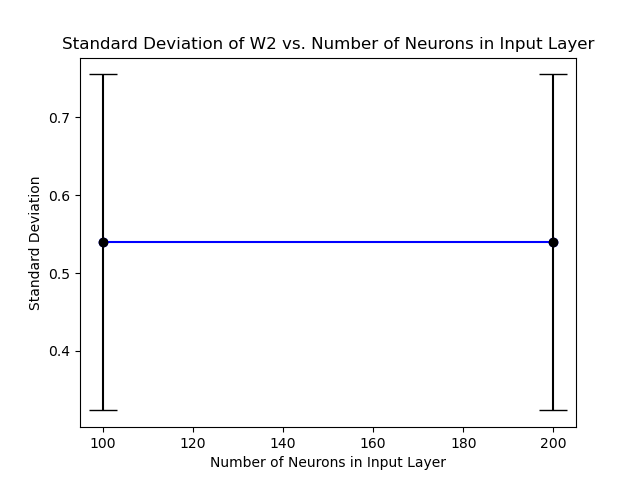 Standard Deviation of W2 vs. Number of Neurons in Input Layer
0.7
0.6
0.5
0.4
Standard Deviation
100 120 140 160 180 200
Number of Neurons in Input Layer